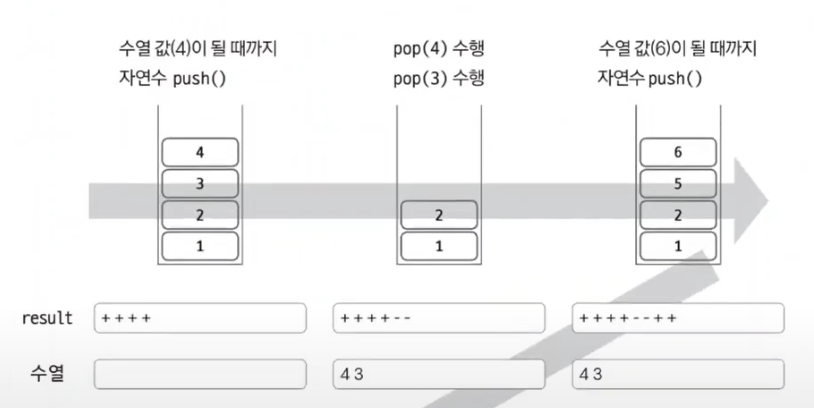 수열 값(4)이 될 때까지
자연수 push()
pop(4) 수행
pop(3) 수행
수열 값(6)이 될 때까지
자연수 push()
4
3
2
1
2
1
6
5
2
1
result
++++
++++--
++++--++
수열
4 3
4 3